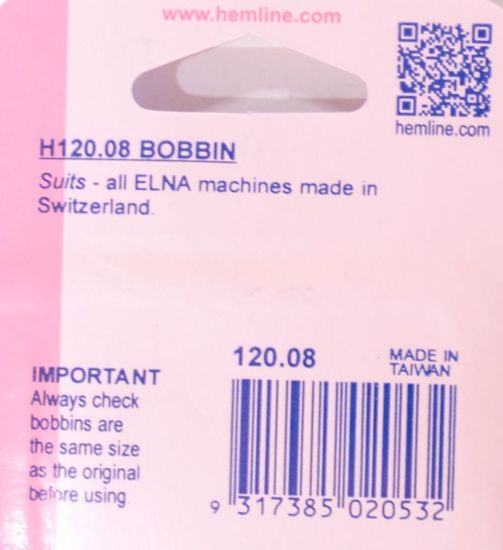 www.hemline.com
hemline.com
H120.08 BOBBIN
Suits - all ELNA machines made in
Switzerland.
120.08
MADE IN
TAIWAN
IMPORTANT
Always check
bobbins are
the same size
as the original
before using
9 317385 020532